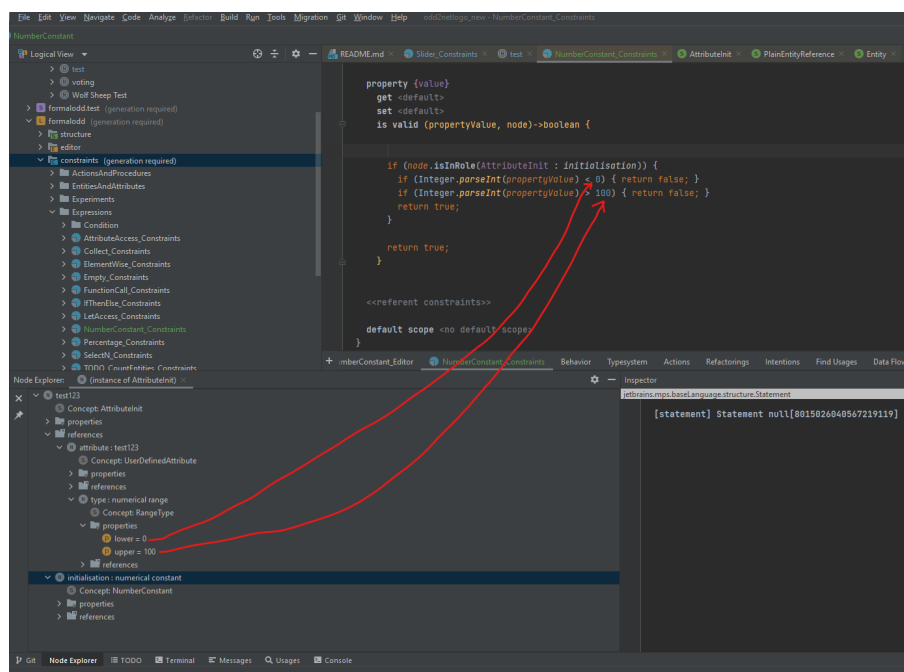 File Edit View Navigate Code Analyze Refactor Build Run Tools Migration Git Window Help odd2netlogo_new - NumberConstant_Constraints
NumberConstant
Logical View
README.md Slider_Constraints test NumberConstant_Constraints AttributeInit PlainEntityReference Entity
test
voting
Wolf Sheep Test
formalodd.test (generation required)
formalodd (generation required)
structure
editor
constraints (generation required)
ActionsAndProcedures
EntitiesAndAttributes
Experiments
Expressions
Condition
AttributeAccess_Constraints
Collect_Constraints
ElementWise_Constraints
Empty_Constraints
FunctionCall_Constraints
IfThenElse_Constraints
LetAccess_Constraints
NumberConstant_Constraints
Percentage_Constraints
SelectN_Constraints
TODO_CountEntities_Constraints
property {value}
get <default>
set <default>
is valid (propertyValue, node)->boolean {
if (node.isInRole(AttributeInit : initialisation)) {
if (Integer.parseInt(propertyValue) < 0) { return false; }
if (Integer.parseInt(propertyValue) > 100) { return false; }
return true;
}
return true;
}
<<referent constraints>>
default scope <no default scope>
}
+ mberConstant_Editor NumberConstant_Constraints Behavior Typesystem Actions Refactorings Intentions Find Usages Data Flow
Node Explorer: (instance of AttributeInit)
test123
Concept: AttributeInit
properties
references
attribute : test123
Concept: UserDefinedAttribute
properties
references
type : numerical range
Concept: RangeType
properties
lower = 0
upper = 100
references
initialisation : numerical constant
Concept: NumberConstant
properties
references
Inspector
jetbrains.mps.baseLanguage.structure.Statement
[statement] Statement null[8015026040567219119]
Git Node Explorer TODO Terminal Messages Usages Console